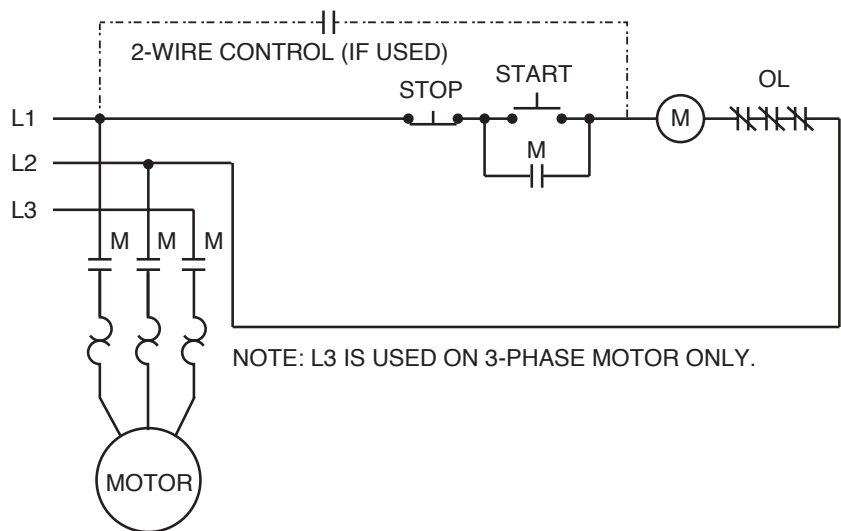 2-WIRE CONTROL (IF USED)
STOP
START
OL
L1
M
L2
M
L3
M
M
M
NOTE: L3 IS USED ON 3-PHASE MOTOR ONLY.
MOTOR